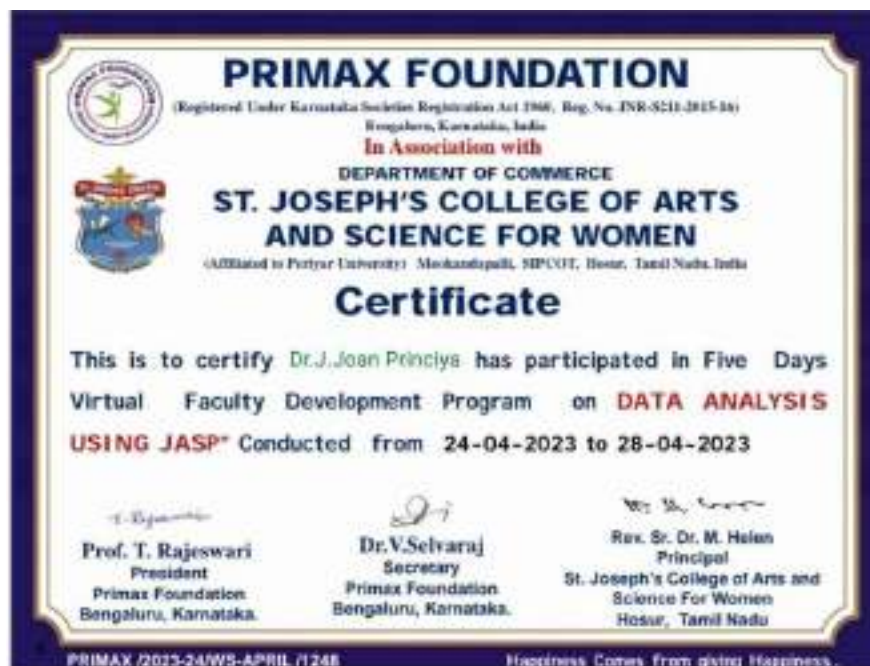 PRIMAX FOUNDATION
(Registered Under Karnataka Societies Registration Act 1960, Reg. No. JNR-S211-2015-16)
Bengaluru, Karnataka, India
In Association with
DEPARTMENT OF COMMERCE
ST. JOSEPH'S COLLEGE OF ARTS
AND SCIENCE FOR WOMEN
(Affiliated to Periyar University) Mookandapalli, SIPCOT, Hosur, Tamil Nadu, India
Certificate
This is to certify Dr.J.Joan Princiya has participated in Five Days
Virtual Faculty Development Program on DATA ANALYSIS
USING JASP" Conducted from 24-04-2023 to 28-04-2023
Prof. T. Rajeswari
President
Primax Foundation
Bengaluru, Karnataka.
Dr.V.Selvaraj
Secretary
Primax Foundation
Bengaluru, Karnataka.
Rev. Sr. Dr. M. Helen
Principal
St. Joseph's College of Arts and
Science For Women
Hosur, Tamil Nadu
PRIMAX /2023-24/WS-APRIL /1248
Happiness Comes from giving Happiness